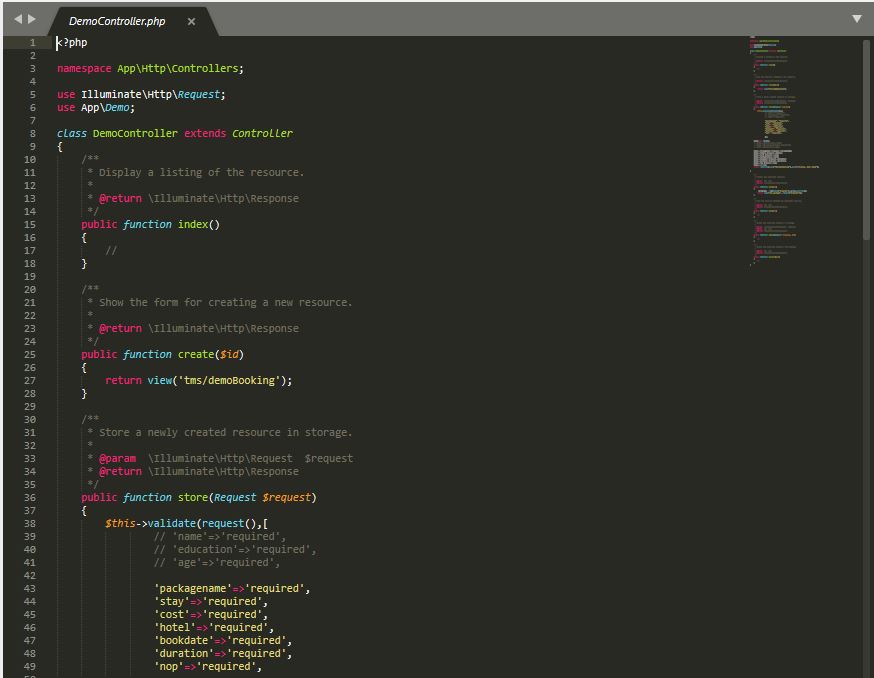 DemoController.php
1 <?php
2
3 namespace App\Http\Controllers;
4
5 use Illuminate\Http\Request;
6 use App\Demo;
7
8 class DemoController extends Controller
9 {
10 /**
11 * Display a listing of the resource.
12 *
13 * @return \Illuminate\Http\Response
14 */
15 public function index()
16 {
17 //
18 }
19
20 /**
21 * Show the form for creating a new resource.
22 *
23 * @return \Illuminate\Http\Response
24 */
25 public function create($id)
26 {
27 return view('tms/demoBooking');
28 }
29
30 /**
31 * Store a newly created resource in storage.
32 *
33 * @param  \Illuminate\Http\Request  $request
34 * @return \Illuminate\Http\Response
35 */
36 public function store(Request $request)
37 {
38 $this->validate(request(),[
39 // 'name'=>'required',
40 // 'education'=>'required',
41 // 'age'=>'required',
42
43 'packagename'=>'required',
44 'stay'=>'required',
45 'cost'=>'required',
46 'hotel'=>'required',
47 'bookdate'=>'required',
48 'duration'=>'required',
49 'nop'=>'required',